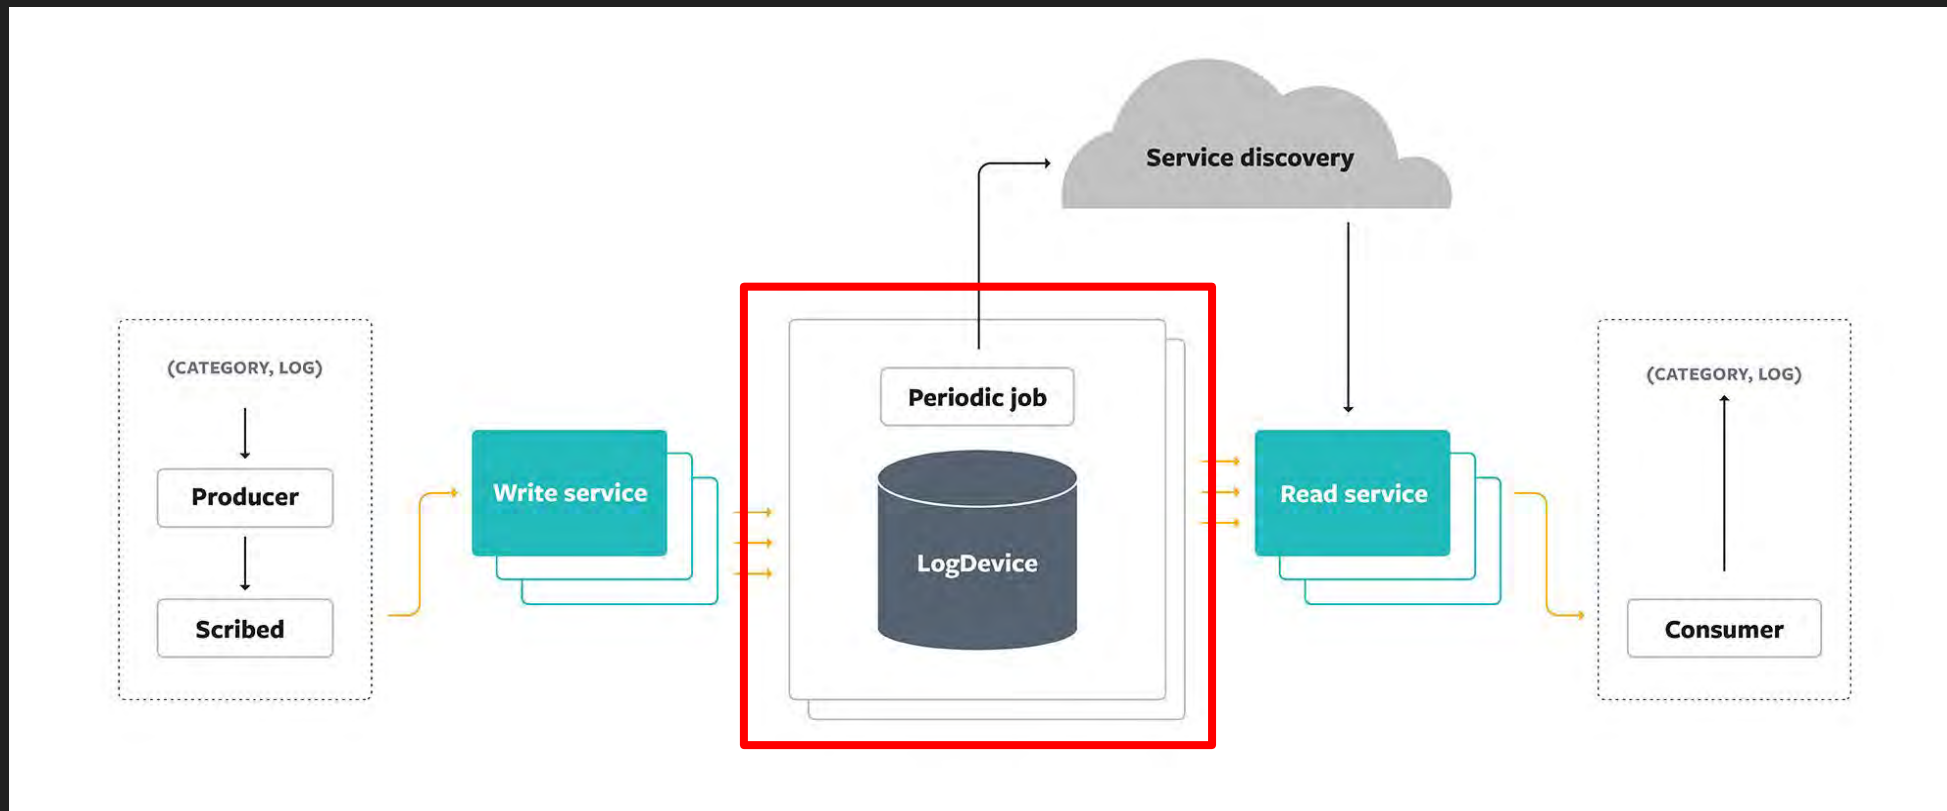 Service discovery
(CATEGORY, LOG)
Producer
Scribed
Write service
Periodic job
LogDevice
Read service
(CATEGORY, LOG)
Consumer